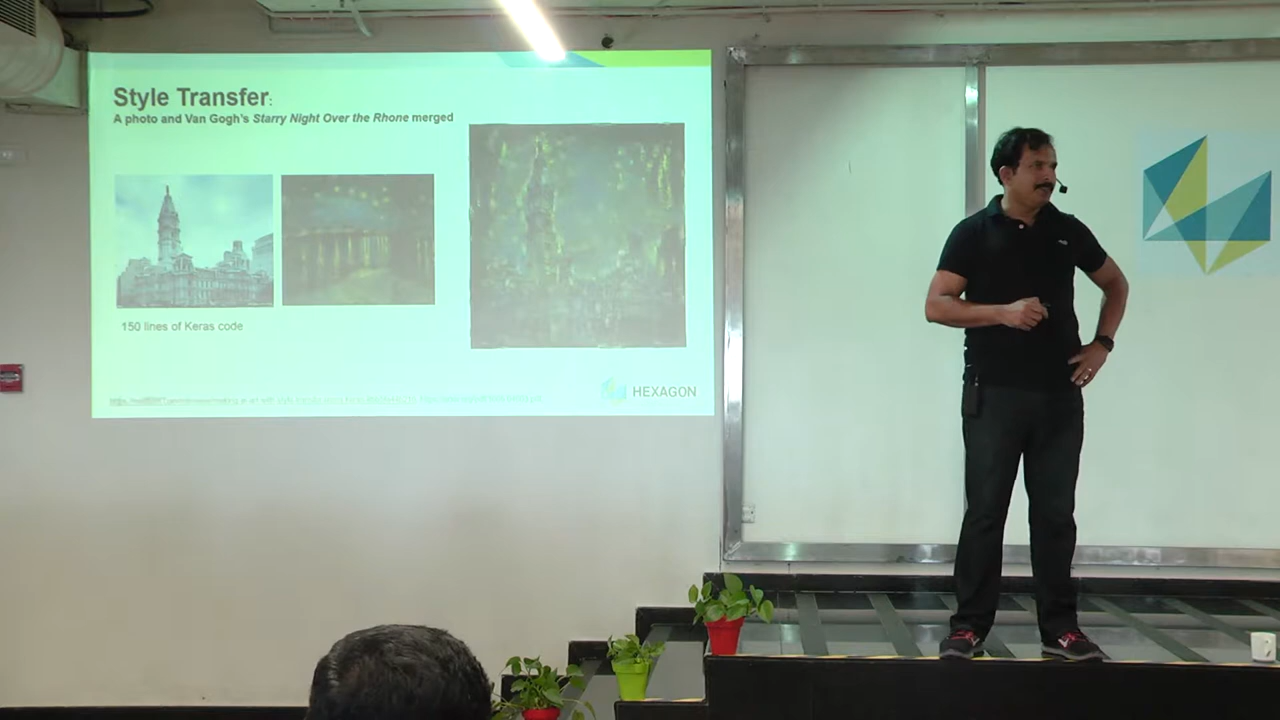 Style Transfer:
A photo and Van Gogh's Starry Night Over the Rhone merged
150 lines of Keras code
HEXAGON